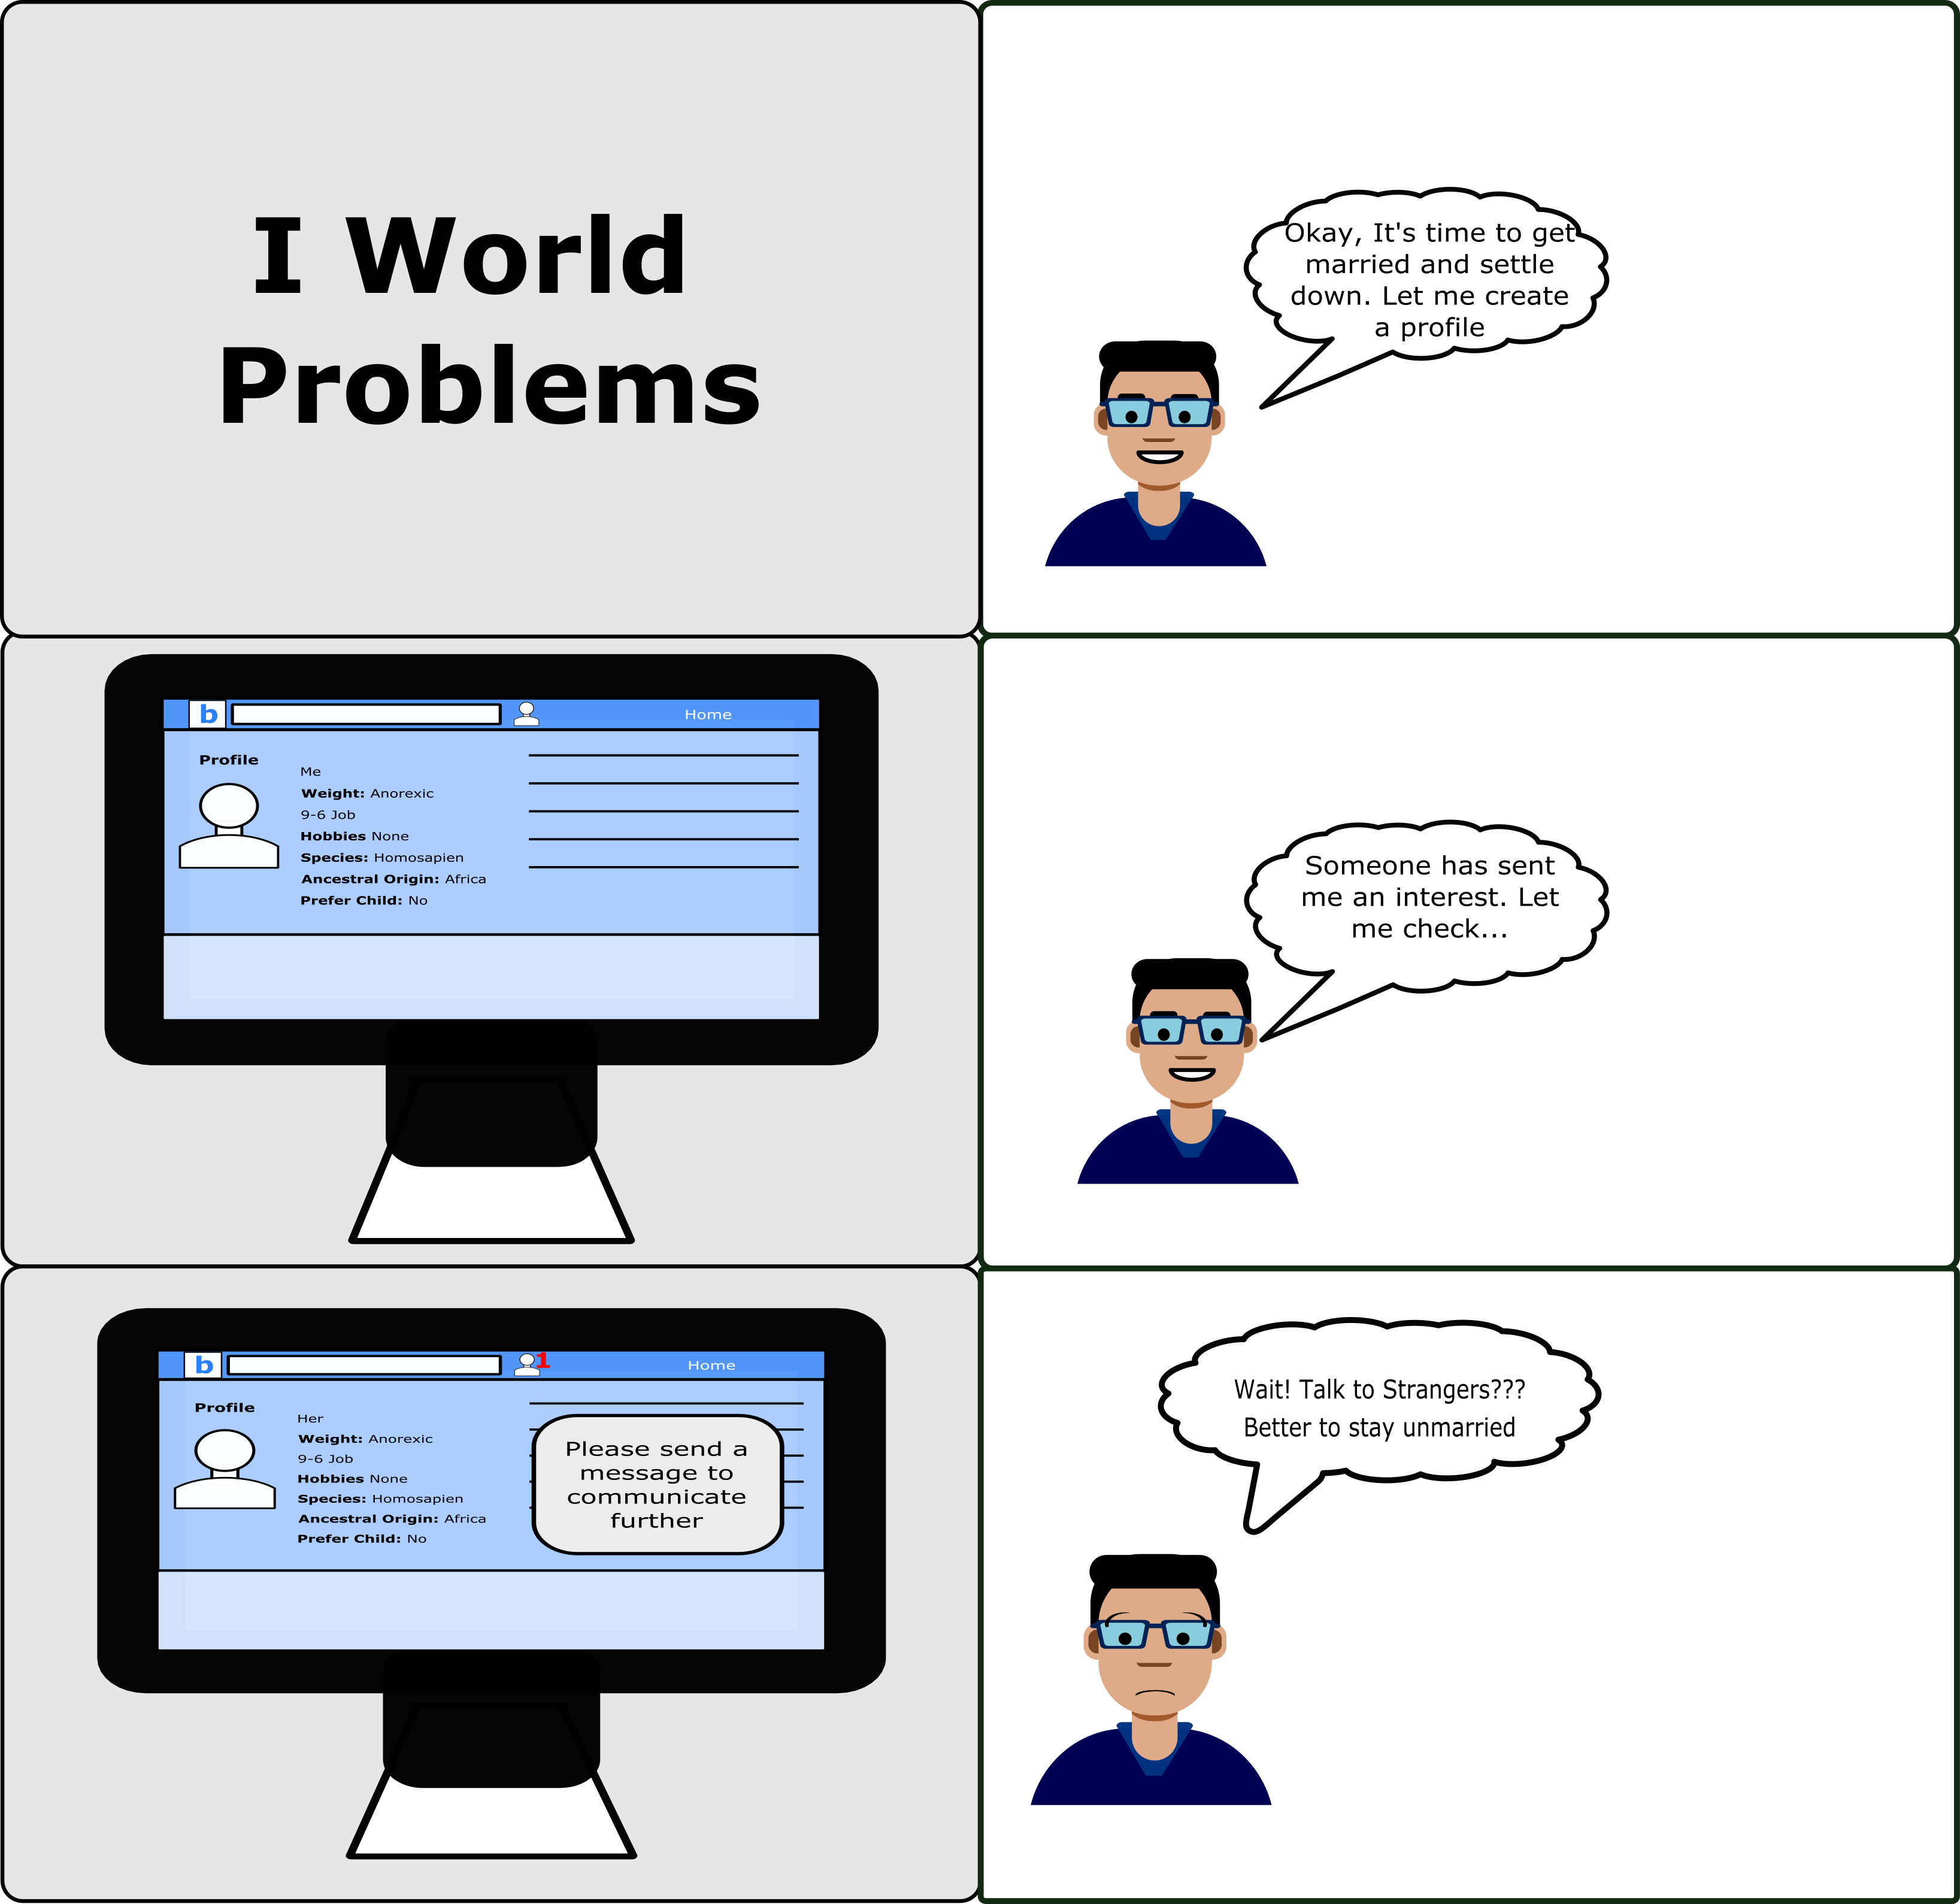 I World
Problems
Okay, It's time to get
married and settle
down. Let me create
a profile
b
Home
Profile
Me
Weight: Anorexic
9-6 Job
Hobbies None
Species: Homosapien
Ancestral Origin: Africa
Prefer Child: No
Someone has sent
me an interest. Let
me check...
b
1
Home
Profile
Her
Weight: Anorexic
9-6 Job
Hobbies None
Species: Homosapien
Ancestral Origin: Africa
Prefer Child: No
Please send a
message to
communicate
further
Wait! Talk to Strangers???
Better to stay unmarried